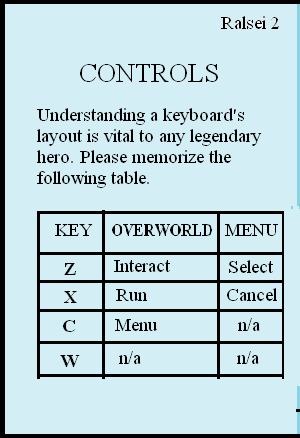 Ralsei 2
CONTROLS
Understanding a keyboard's
layout is vital to any legendary
hero. Please memorize the
following table.
KEY OVERWORLD MENU
Z Interact Select
X Run Cancel
C Menu n/a
W n/a n/a